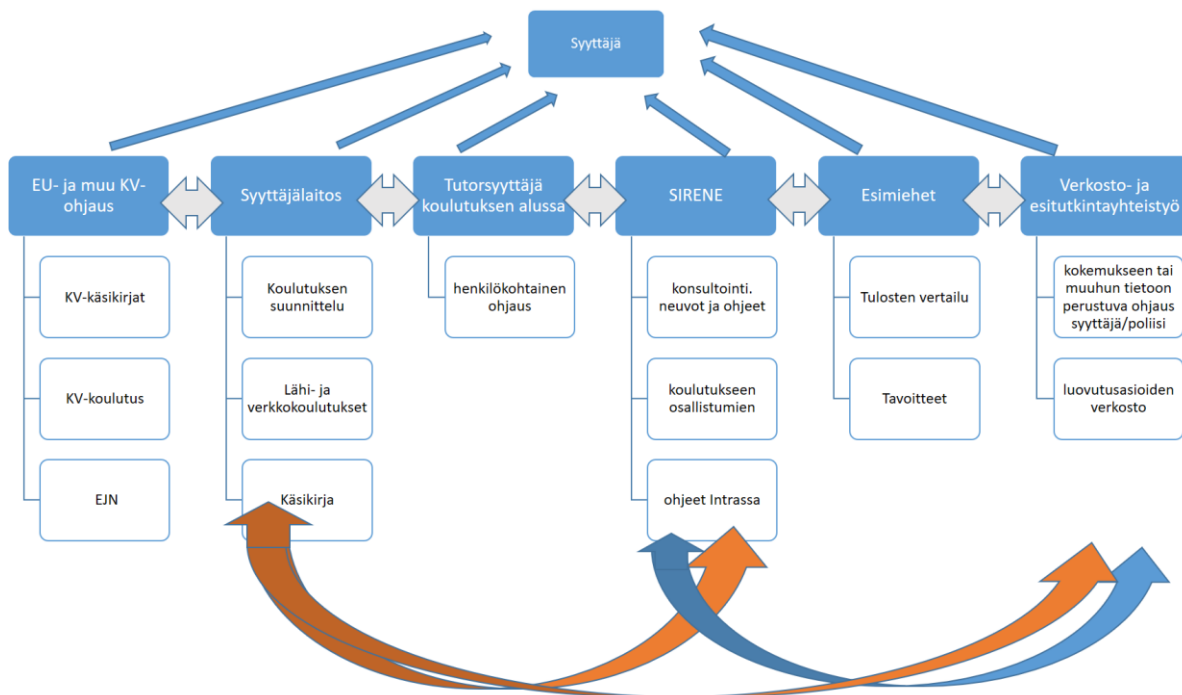 Syyttäjä
EU- ja muu KV-
ohjaus
Syyttäjälaitos
Tutorsyyttäjä
koulutuksen alussa
SIRENE
Esimiehet
Verkosto- ja
esitutkintayhteistyö
KV-käsikirjat
KV-koulutus
EJN
Koulutuksen
suunnittelu
Lähi- ja
verkkokoulutukset
Käsikirja
henkilökohtainen
ohjaus
konsultointi.
neuvot ja ohjeet
koulutukseen
osallistumien
ohjeet Intrassa
Tulosten vertailu
Tavoitteet
kokemukseen tai
muuhun tietoon
perustuva ohjaus
syyttäjä/poliisi
luovutusasioiden
verkosto